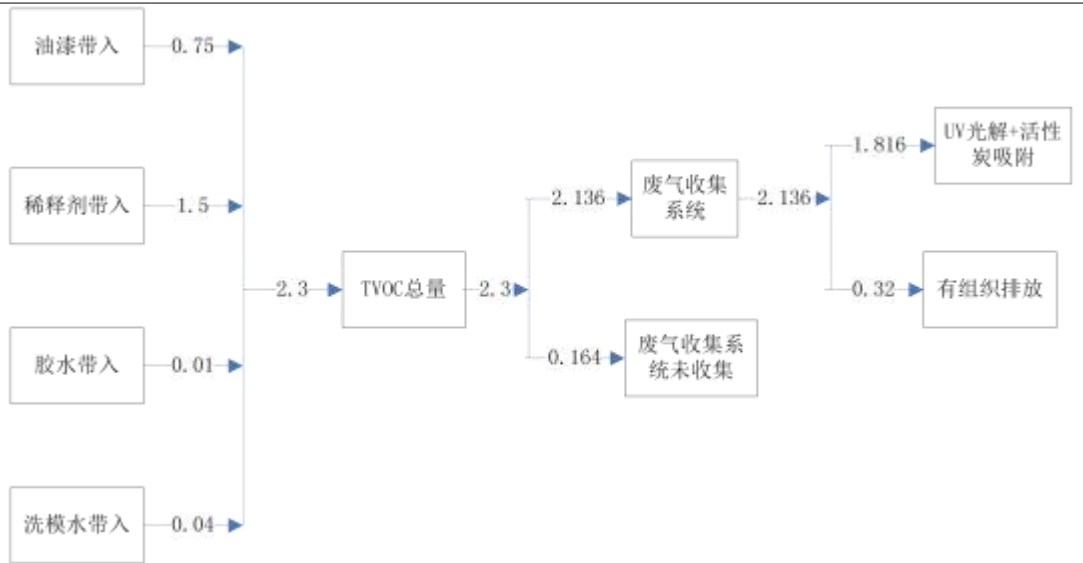 油漆带入
0.75
稀释剂带入
1.5
胶水带入
0.01
洗模水带入
0.04
2.3
TVOC总量
2.3
2.136
废气收集
系统
0.164
废气收集系
统未收集
2.136
1.816
UV光解+活性
炭吸附
0.32
有组织排放